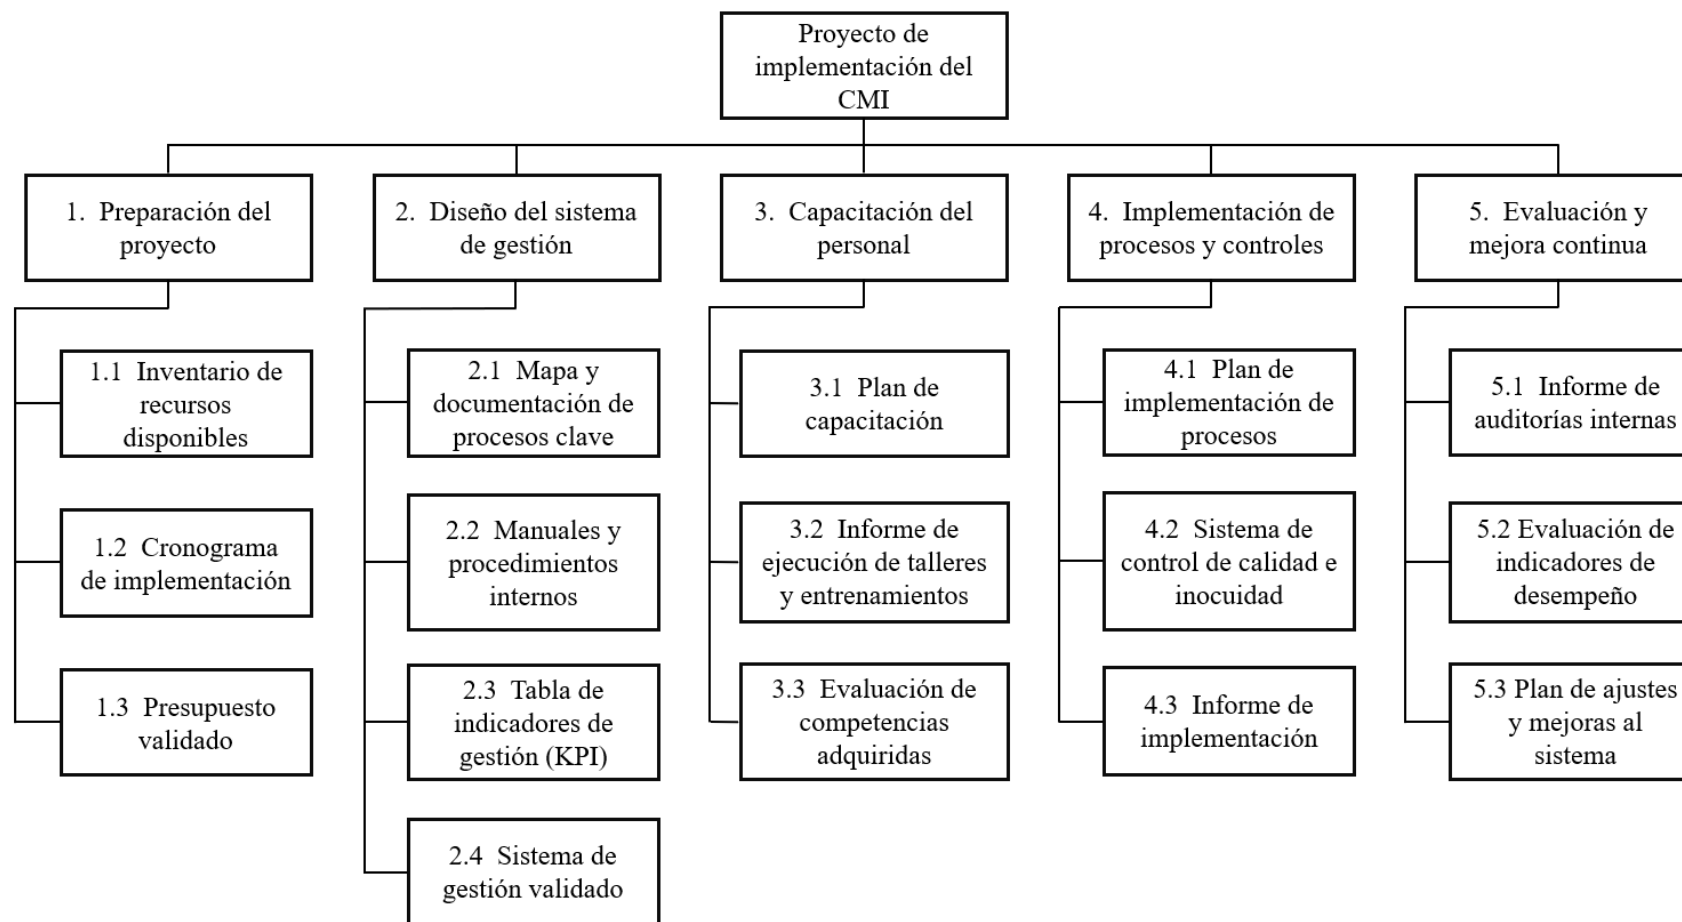 Proyecto de
implementación del
CMI
1. Preparación del
proyecto
2. Diseño del sistema
de gestión
3. Capacitación del
personal
4. Implementación de
procesos y controles
5. Evaluación y
mejora continua
1.1 Inventario de
recursos
disponibles
1.2 Cronograma
de implementación
1.3 Presupuesto
validado
2.1 Mapa y
documentación de
procesos clave
2.2 Manuales y
procedimientos
internos
2.3 Tabla de
indicadores de
gestión (KPI)
2.4 Sistema de
gestión validado
3.1 Plan de
capacitación
3.2 Informe de
ejecución de talleres
y entrenamientos
3.3 Evaluación de
competencias
adquiridas
4.1 Plan de
implementación de
procesos
4.2 Sistema de
control de calidad e
inocuidad
4.3 Informe de
implementación
5.1 Informe de
auditorías internas
5.2 Evaluación de
indicadores de
desempeño
5.3 Plan de ajustes
y mejoras al
sistema